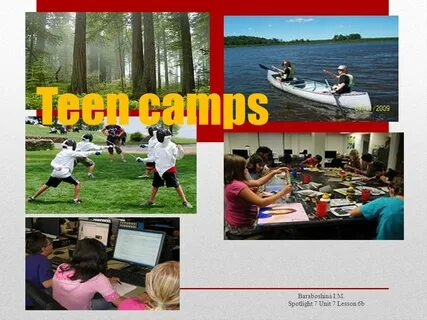 Teen camps
Baraboshina I.M.
Spotlight 7 Unit 7 Lesson 6b